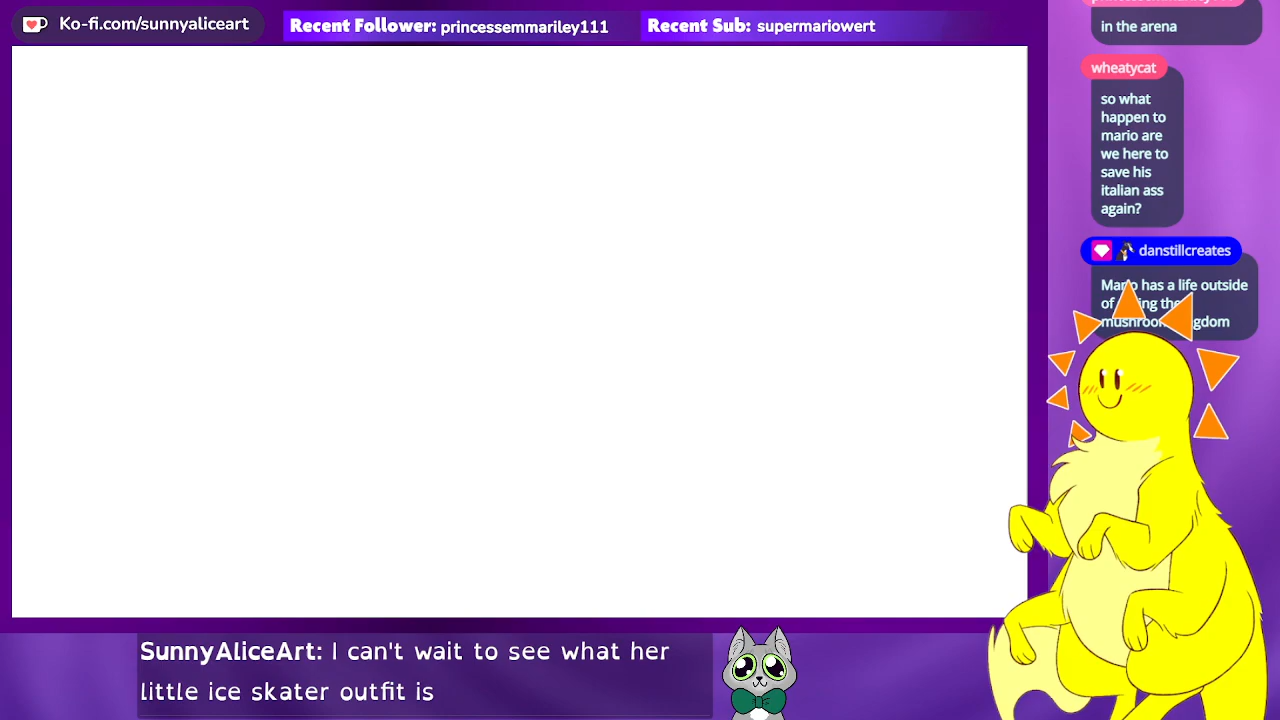 Ko-fi.com/sunnyaliceart
Recent Follower: princessemmariley111
Recent Sub: supermariowert
in the arena
wheatycat
so what
happen to
mario are
we here to
save his
italian ass
again?
danstillcreates
Mario has a life outside
of the
SunnyAliceArt: I can't wait to see what her
little ice skater outfit is